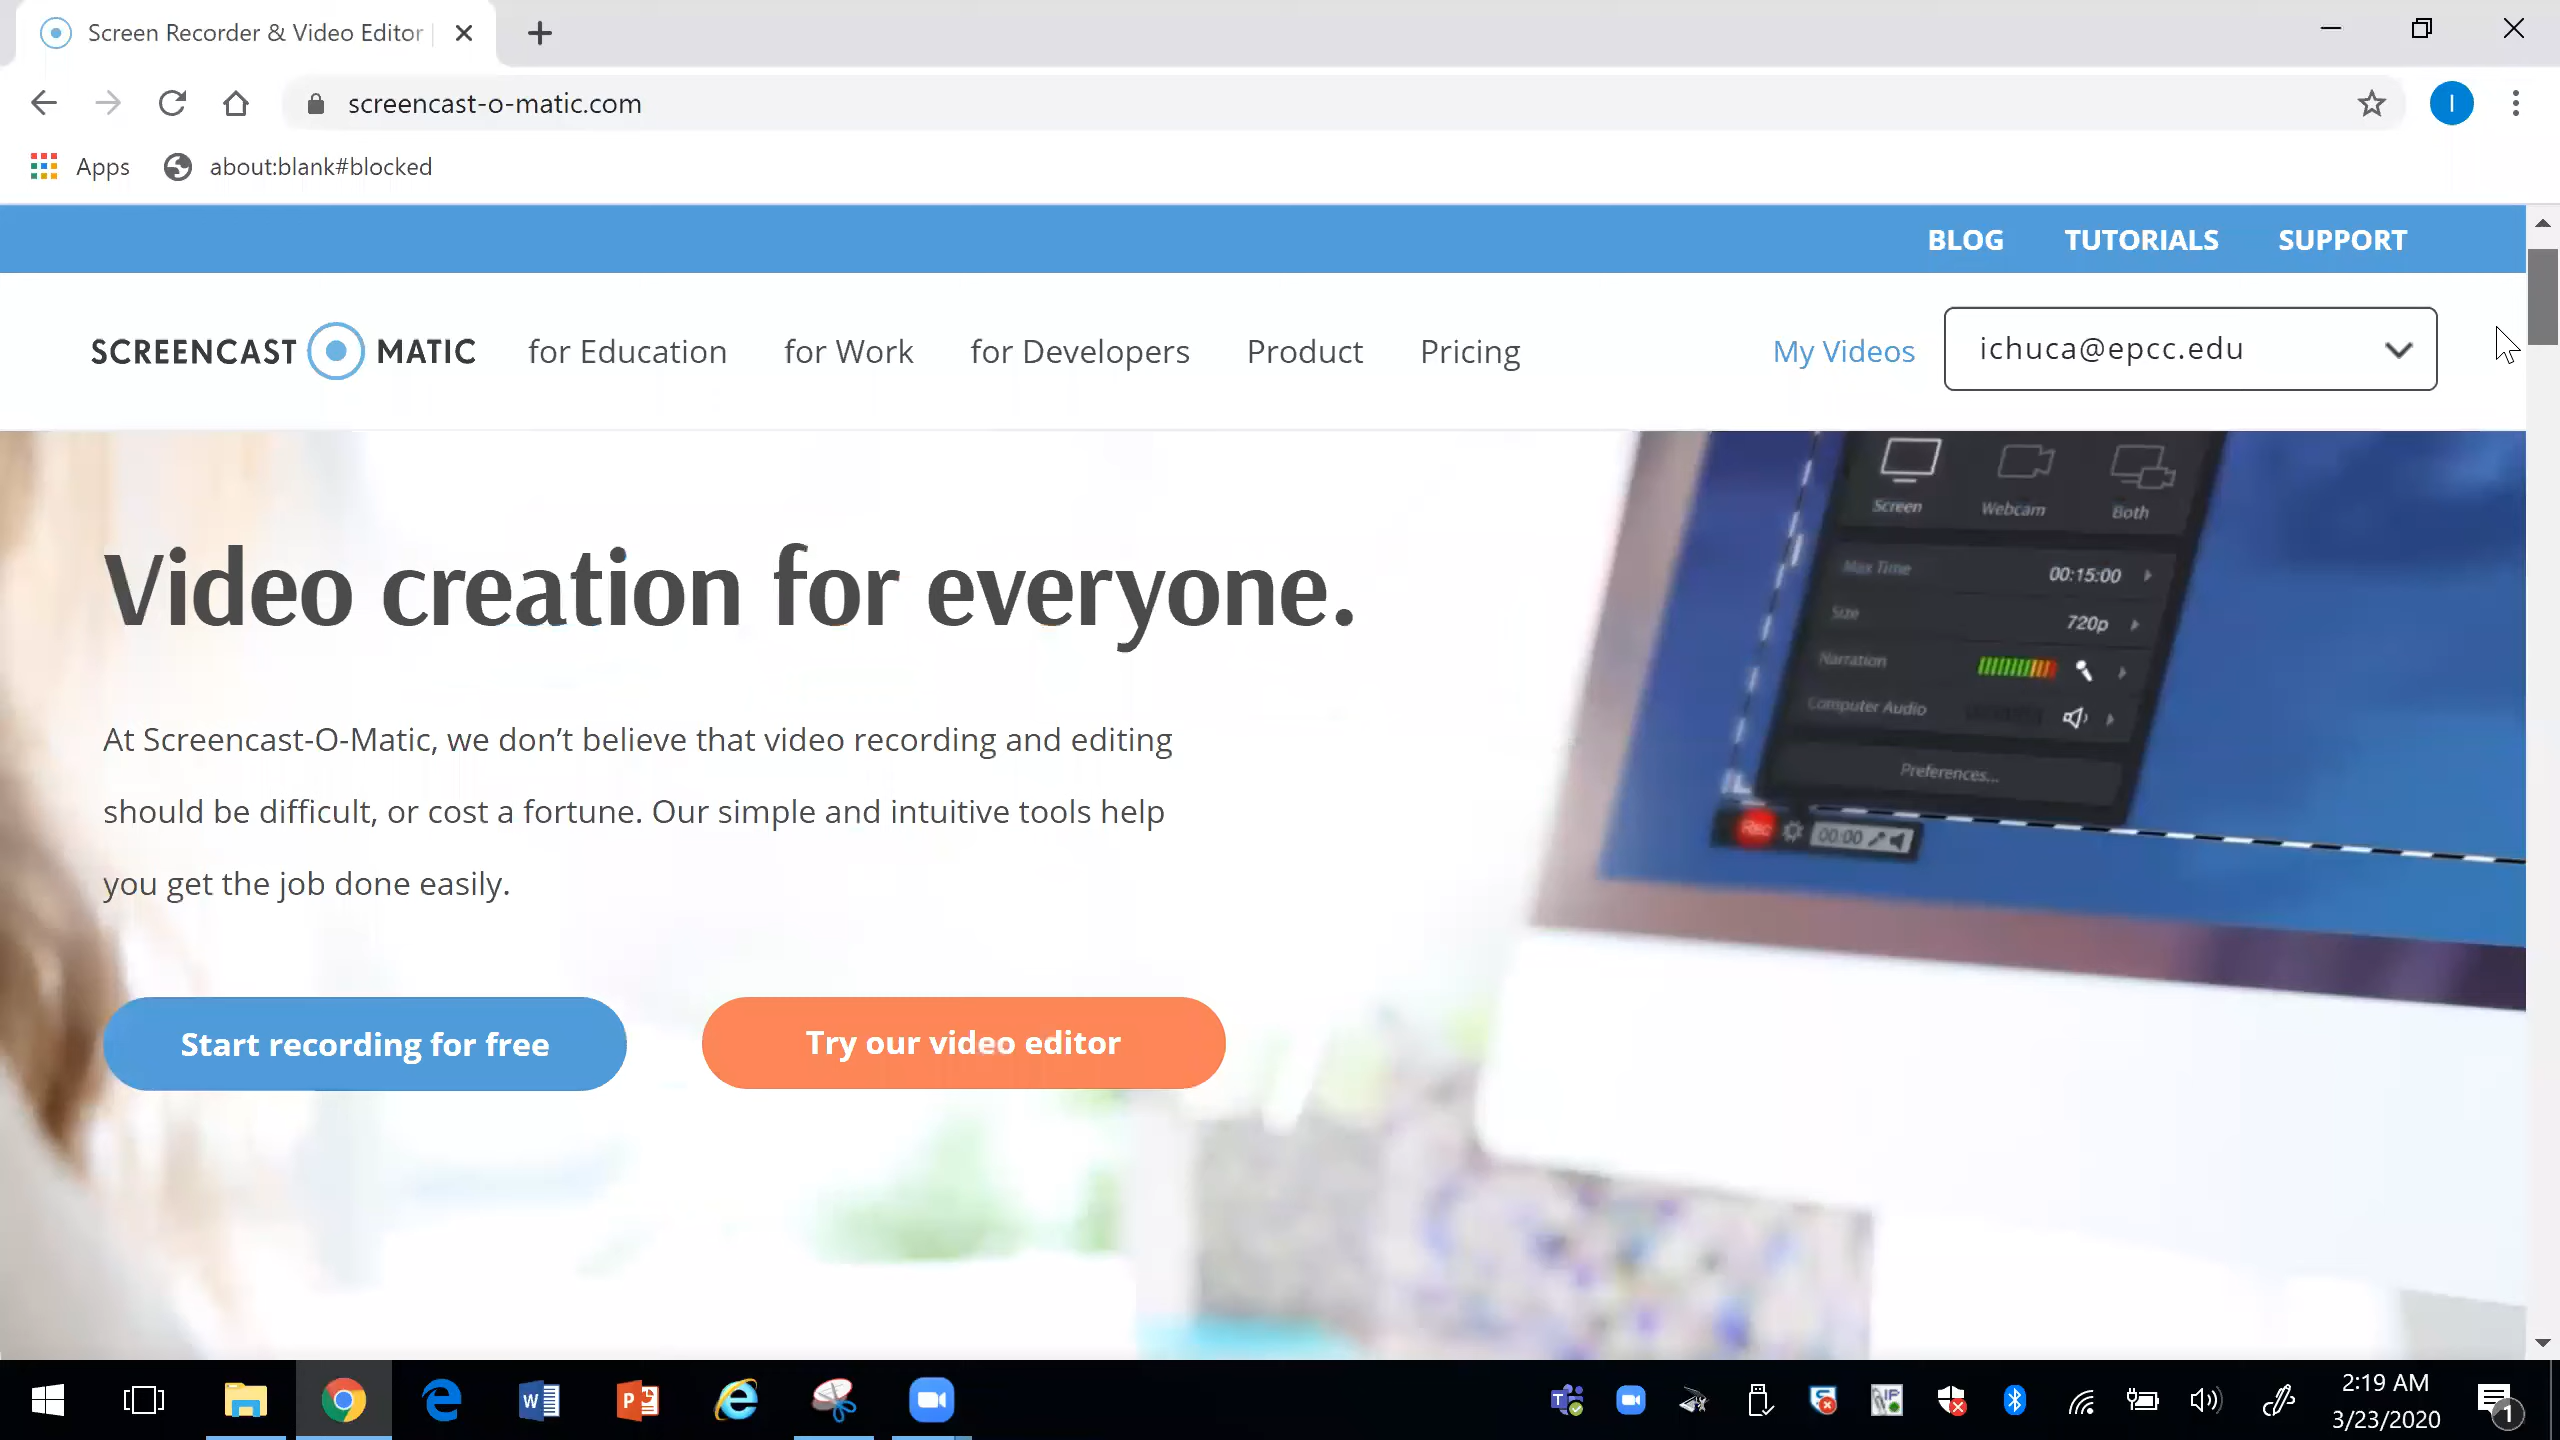 Screen Recorder & Video Editor
screencast-o-matic.com
I
Apps
about:blank#blocked
BLOG
TUTORIALS
SUPPORT
SCREENCAST O MATIC
for Education
for Work
for Developers
Product
Pricing
My Videos
ichuca@epcc.edu
Screen
Webcam
Both
Max Time
00:15:00
Size
720p
Narration
Computer Audio
Preferences...
Rec
00:00
Video creation for everyone.
At Screencast-O-Matic, we don’t believe that video recording and editing
should be difficult, or cost a fortune. Our simple and intuitive tools help
you get the job done easily.
Start recording for free
Try our video editor
2:19 AM
3/23/2020
1